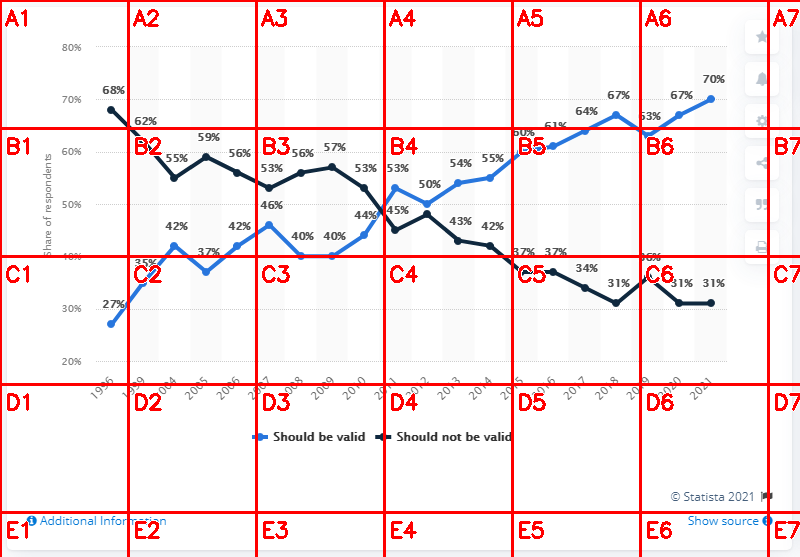 A1 A2 A3 A4 A5 A6 A7
80%
70%
68% 62% 60% 61% 64% 67% 63% 67% 70%
B1 B2 B3 B4 B5 B6 B7
60%
55% 59% 56% 53% 56% 57% 53% 53% 50% 54% 55%
50%
42% 37% 42% 46% 40% 40% 44% 45% 43% 42% 37% 37% 36%
Share of respondents
40%
C1 C2 C3 C4 C5 C6 C7
35% 34% 31% 31% 31%
30%
27%
20%
1996 1999 2004 2005 2006 2007 2008 2009 2010 2011 2012 2013 2014 2015 2016 2017 2018 2019 2020 2021
D1 D2 D3 D4 D5 D6 D7
Should be valid Should not be valid
© Statista 2021
Additional Information Show source
E1 E2 E3 E4 E5 E6 E7